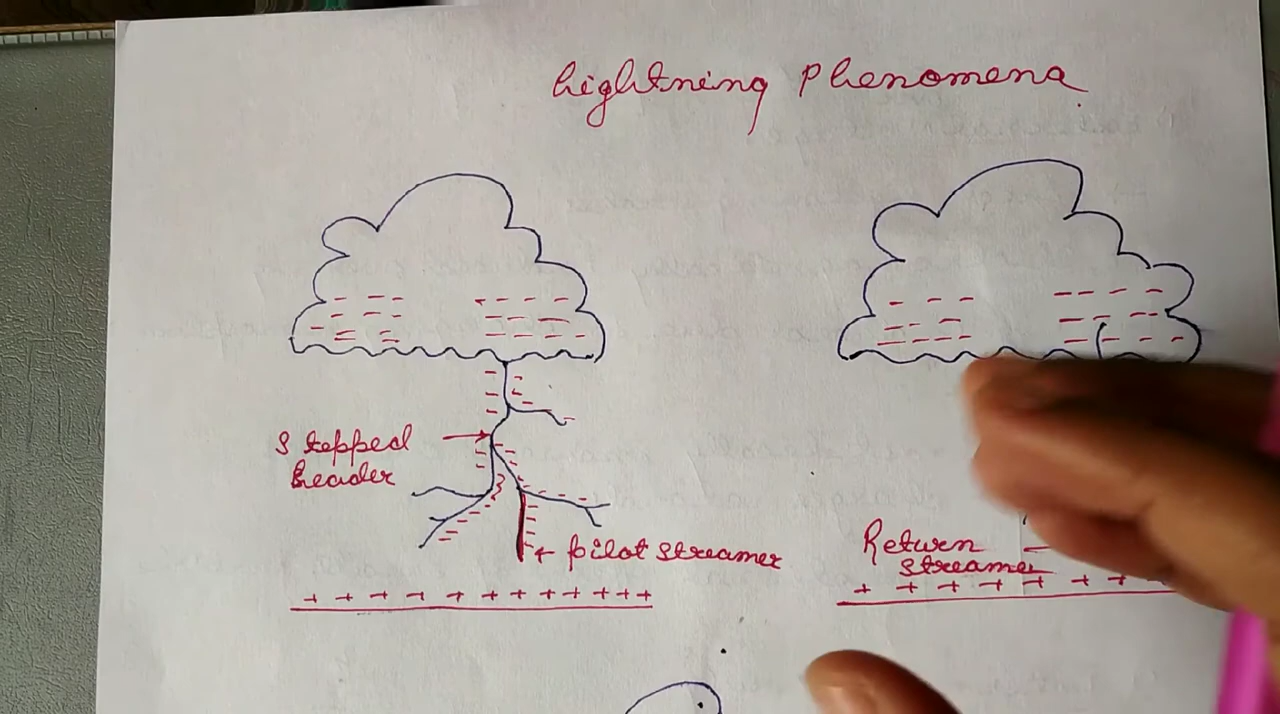 Lightning Phenomena
Stepped
Leader
Pilot streamer
Return
streamer